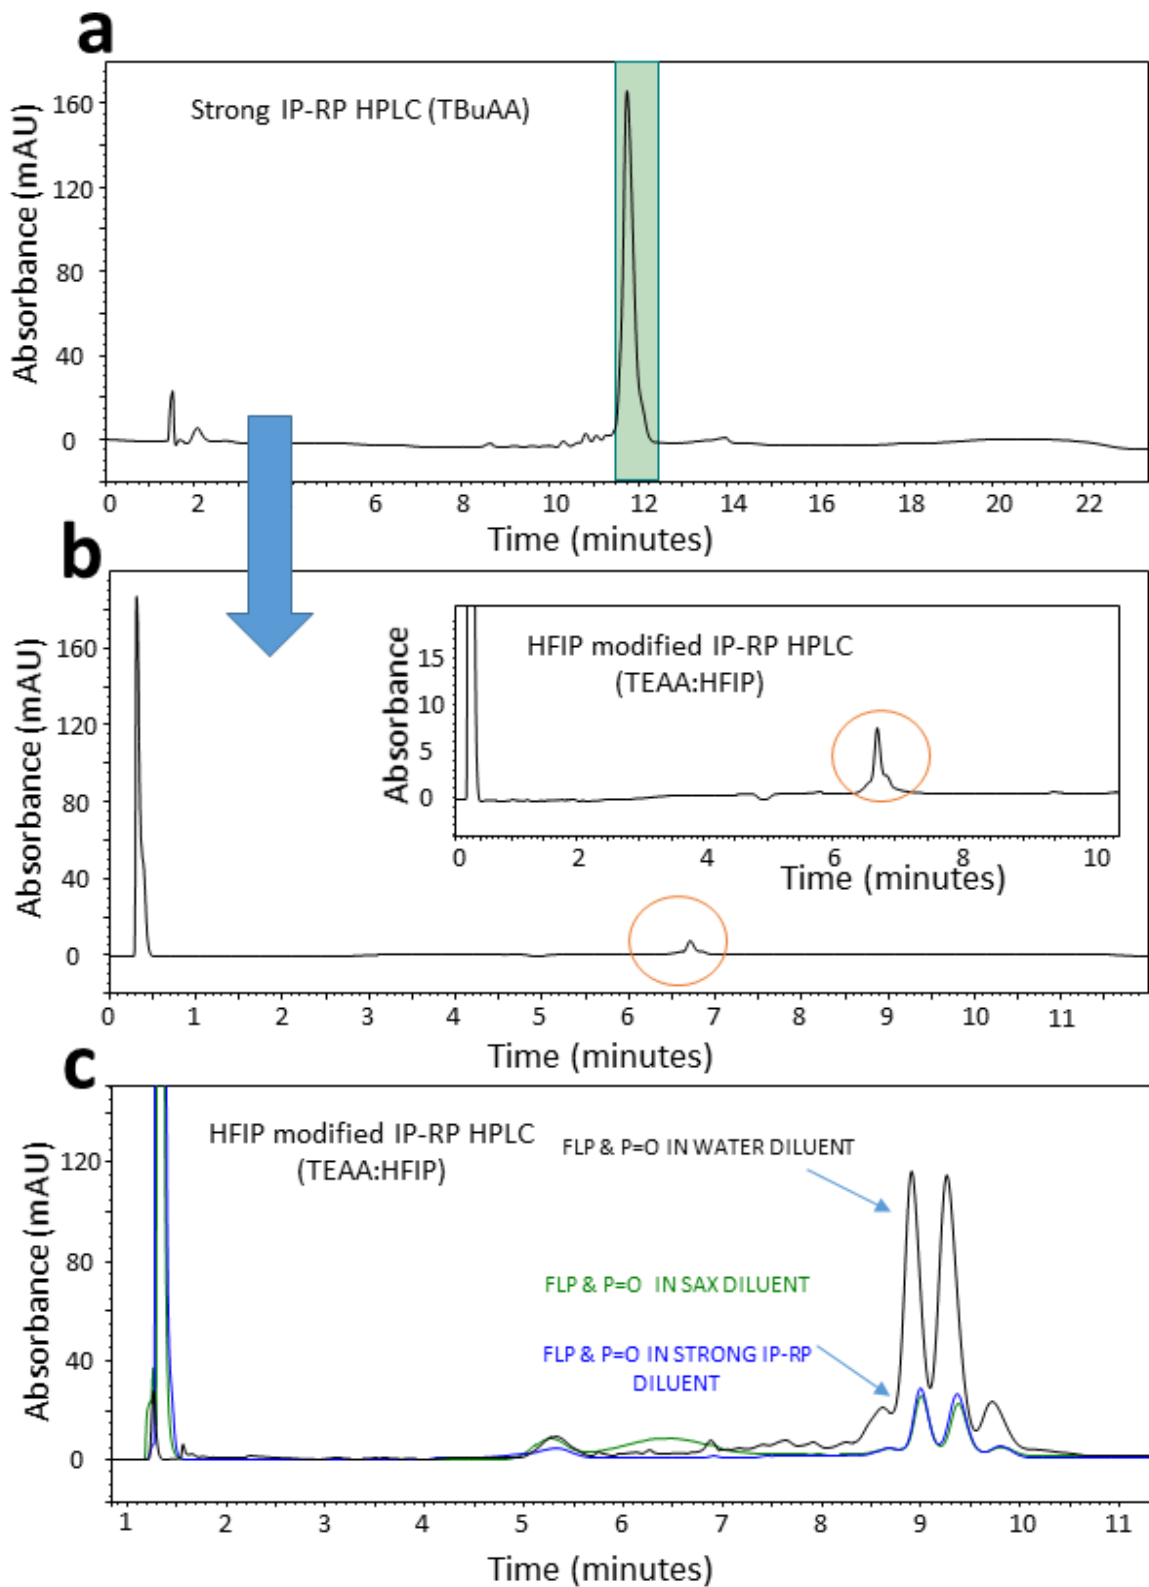 a
Strong IP-RP HPLC (TBuAA)
Absorbance (mAU)
160
120
80
40
0
0 2 4 6 8 10 12 14 16 18 20 22
Time (minutes)
b
Absorbance (mAU)
160
120
80
40
0
HFIP modified IP-RP HPLC
(TEAA:HFIP)
Absorbance
15
10
5
0
0 2 4 6 8 10
Time (minutes)
0 1 2 3 4 5 6 7 8 9 10 11
Time (minutes)
c
HFIP modified IP-RP HPLC
(TEAA:HFIP)
Absorbance (mAU)
120
80
40
0
FLP & P=O IN WATER DILUENT
FLP & P=O IN SAX DILUENT
FLP & P=O IN STRONG IP-RP
DILUENT
1 2 3 4 5 6 7 8 9 10 11
Time (minutes)